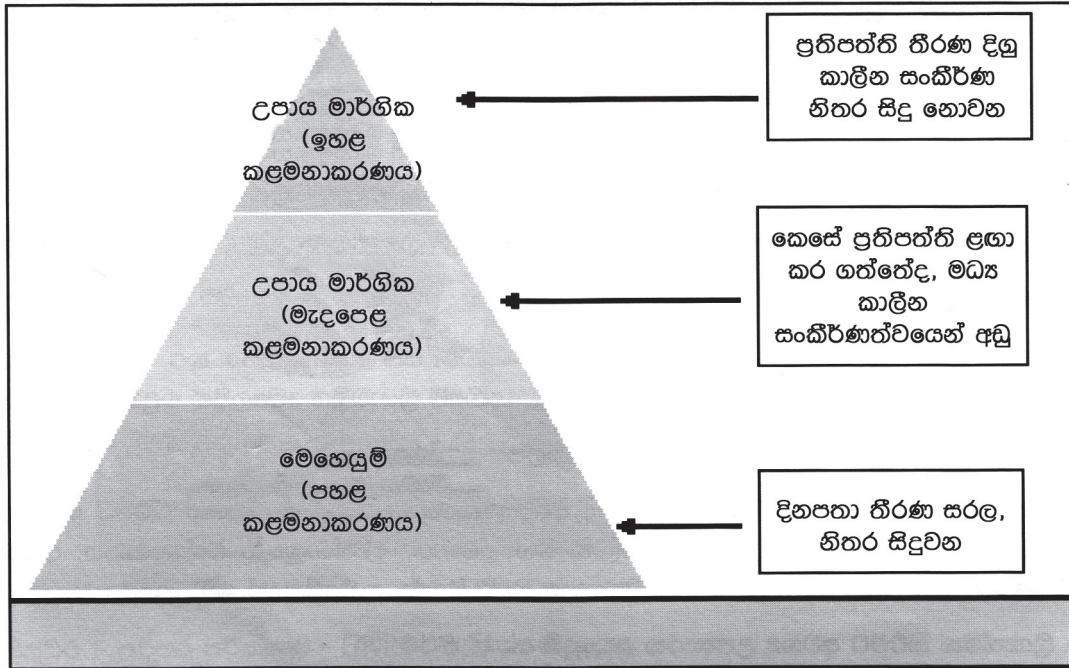 උපාය මාර්ගික
(ඉහළ
කළමනාකරණය)
ප්‍රතිපත්ති තීරණ දිගු
කාලීන සංකීර්ණ
නිතර සිදු නොවන
උපාය මාර්ගික
(මැදපෙළ
කළමනාකරණය)
කෙසේ ප්‍රතිපත්ති ළඟා
කර ගත්තේද, මධ්‍ය
කාලීන
සංකීර්ණත්වයෙන් අඩු
මෙහෙයුම්
(පහළ
කළමනාකරණය)
දිනපතා තීරණ සරල,
නිතර සිදුවන